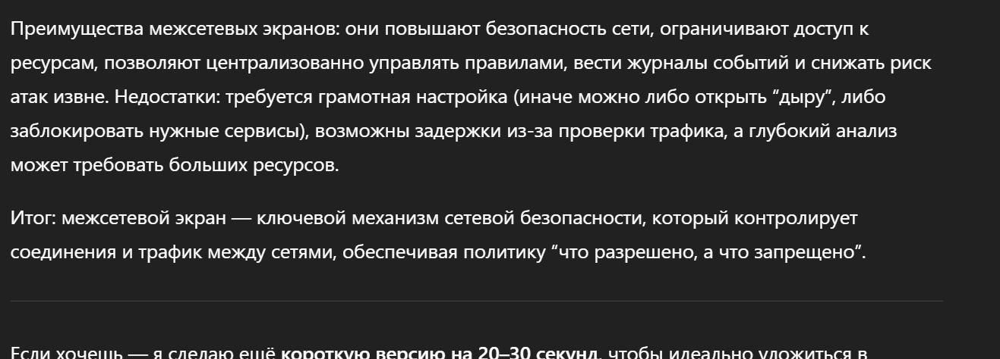 Преимущества межсетевых экранов: они повышают безопасность сети, ограничивают доступ к
ресурсам, позволяют централизованно управлять правилами, вести журналы событий и снижать риск
атак извне. Недостатки: требуется грамотная настройка (иначе можно либо открыть “дыру”, либо
заблокировать нужные сервисы), возможны задержки из-за проверки трафика, а глубокий анализ
может требовать больших ресурсов.
Итог: межсетевой экран — ключевой механизм сетевой безопасности, который контролирует
соединения и трафик между сетями, обеспечивая политику “что разрешено, а что запрещено”.
Если хочешь — я сделаю ещё короткую версию на 20–30 секунд, чтобы идеально уложиться в